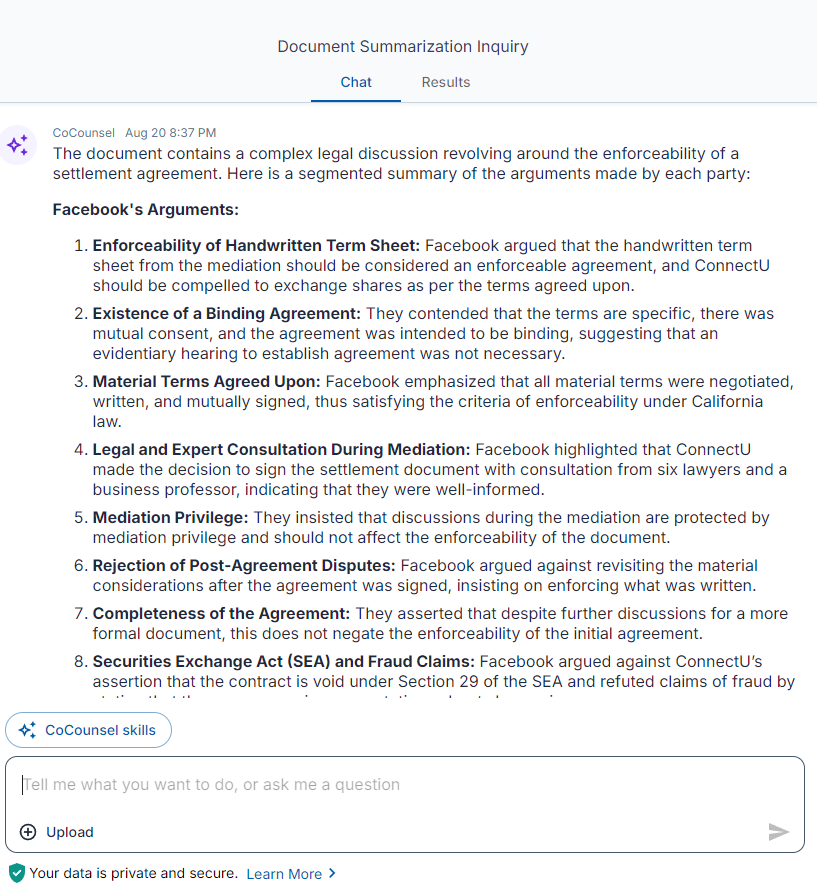 Document Summarization Inquiry
Chat Results
CoCounsel Aug 20 8:37 PM
The document contains a complex legal discussion revolving around the enforceability of a
settlement agreement. Here is a segmented summary of the arguments made by each party:
Facebook's Arguments:
1. Enforceability of Handwritten Term Sheet: Facebook argued that the handwritten term
sheet from the mediation should be considered an enforceable agreement, and ConnectU
should be compelled to exchange shares as per the terms agreed upon.
2. Existence of a Binding Agreement: They contended that the terms are specific, there was
mutual consent, and the agreement was intended to be binding, suggesting that an
evidentiary hearing to establish agreement was not necessary.
3. Material Terms Agreed Upon: Facebook emphasized that all material terms were negotiated,
written, and mutually signed, thus satisfying the criteria of enforceability under California
law.
4. Legal and Expert Consultation During Mediation: Facebook highlighted that ConnectU
made the decision to sign the settlement document with consultation from six lawyers and a
business professor, indicating that they were well-informed.
5. Mediation Privilege: They insisted that discussions during the mediation are protected by
mediation privilege and should not affect the enforceability of the document.
6. Rejection of Post-Agreement Disputes: Facebook argued against revisiting the material
considerations after the agreement was signed, insisting on enforcing what was written.
7. Completeness of the Agreement: They asserted that despite further discussions for a more
formal document, this does not negate the enforceability of the initial agreement.
8. Securities Exchange Act (SEA) and Fraud Claims: Facebook argued against ConnectU's
assertion that the contract is void under Section 29 of the SEA and refuted claims of fraud by
CoCounsel skills
Tell me what you want to do, or ask me a question
Upload
Your data is private and secure. Learn More